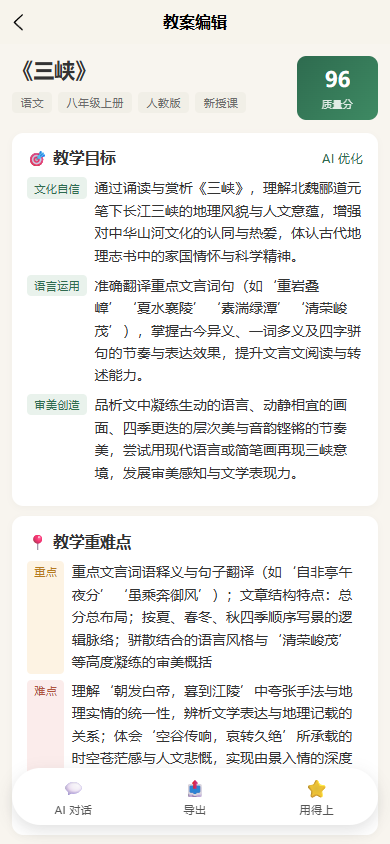 教案编辑
《三峡》
语文 八年级上册 人教版 新授课
96
质量分
教学目标
AI 优化
文化自信
通过诵读与赏析《三峡》，理解北魏郦道元
笔下长江三峡的地理风貌与人文意蕴，增强
对中华山河文化的认同与热爱，体认古代地
理志书中的家国情怀与科学精神。
语言运用
准确翻译重点文言词句（如‘重岩叠
嶂’‘夏水襄陵’‘素湍绿潭’‘清荣峻
茂’），掌握古今异义、一词多义及四字骈
句的节奏与表达效果，提升文言文阅读与转
述能力。
审美创造
品析文中凝练生动的语言、动静相宜的画
面、四季更迭的层次美与音韵铿锵的节奏
美，尝试用现代语言或简笔画再现三峡意
境，发展审美感知与文学表现力。
教学重难点
重点
重点文言词语释义与句子翻译（如‘自非亭午
夜分’‘虽乘奔御风’）；文章结构特点：总
分总布局；按夏、春冬、秋四季顺序写景的逻
辑脉络；骈散结合的语言风格与‘清荣峻茂’
等高度凝练的审美概括
难点
理解‘朝发白帝，暮到江陵’中夸张手法与地
理实情的统一性，辨析文学表达与地理记载的
关系；体会‘空谷传响，哀转久绝’所承载的
时空苍茫感与人文悲慨，实现由景入情的深度
AI 对话
导出
用得上